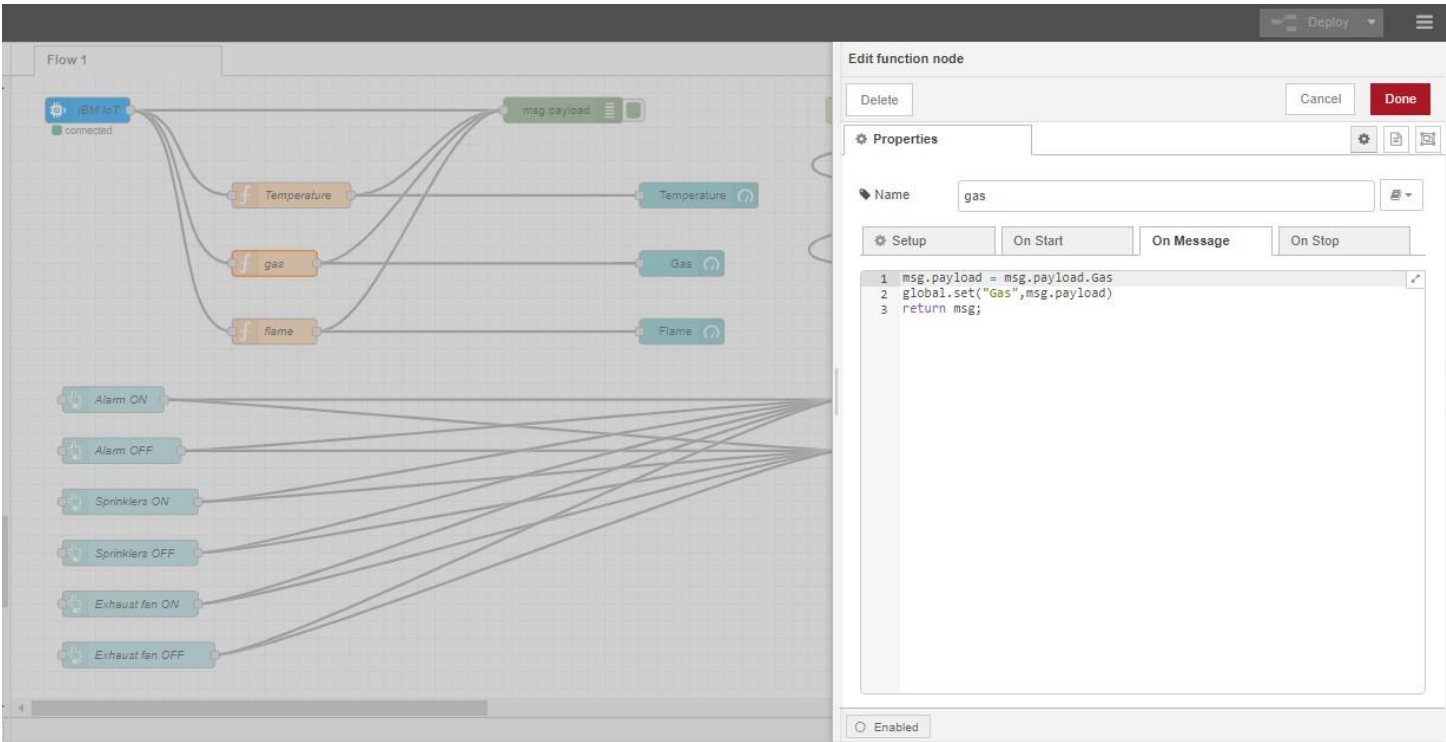 Deploy
Flow 1
Edit function node
Delete
Cancel
Done
Properties
Name
gas
Setup
On Start
On Message
On Stop
1 msg.payload = msg.payload.Gas
2 global.set("Gas",msg.payload)
3 return msg;
Enabled
IBM IoT
connected
msg.payload
Temperature
Temperature
gas
Gas
flame
Flame
Alarm ON
Alarm OFF
Sprinklers ON
Sprinklers OFF
Exhaust fan ON
Exhaust fan OFF